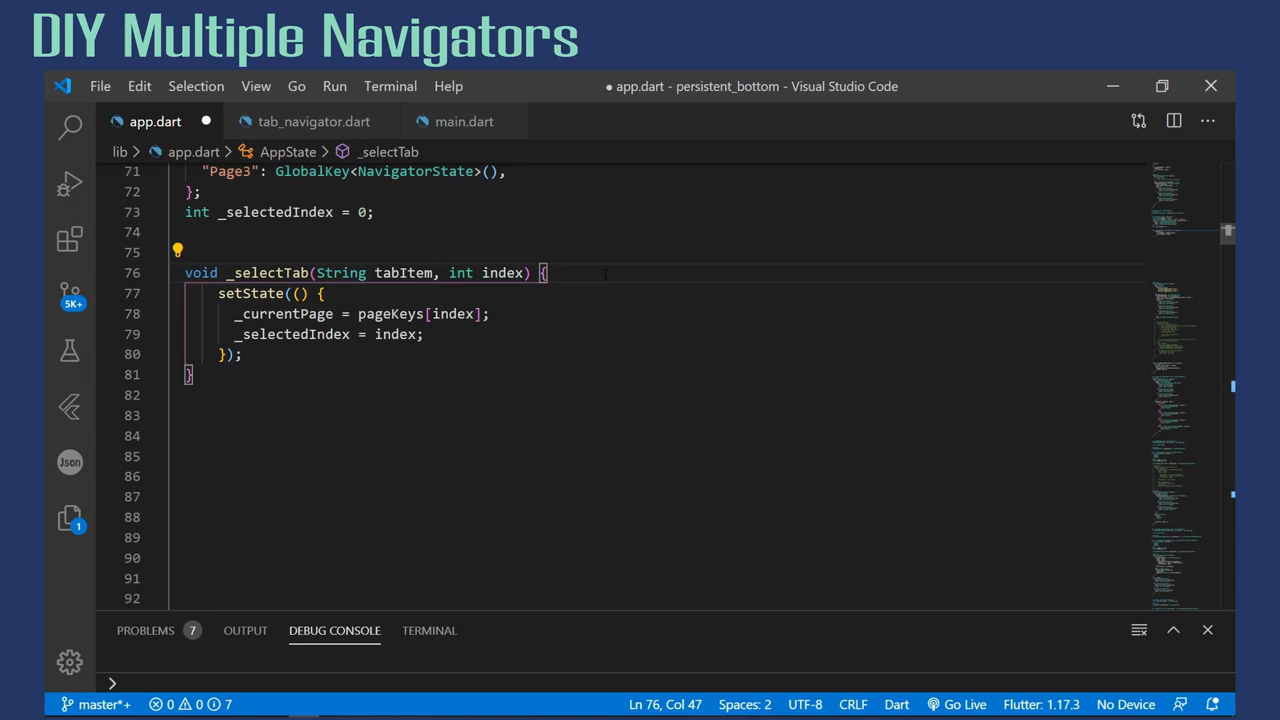 DIY Multiple Navigators
File Edit Selection View Go Run Terminal Help ● app.dart - persistent_bottom - Visual Studio Code
app.dart ● tab_navigator.dart main.dart
lib > app.dart > AppState > _selectTab
71 "Page3": GlobalKey<NavigatorState>(),
72 };
73 int _selectedIndex = 0;
74
75
76 void _selectTab(String tabItem, int index) {
77 setState(() {
78 _currentPage = pageKeys[index];
79 _selectedIndex = index;
80 });
81 }
82
83
84
85
86
87
88
89
90
91
92
5K+
Json
1
PROBLEMS 7 OUTPUT DEBUG CONSOLE TERMINAL
>
master*+ 0 0 7 Ln 76, Col 47 Spaces: 2 UTF-8 CRLF Dart Go Live Flutter: 1.17.3 No Device